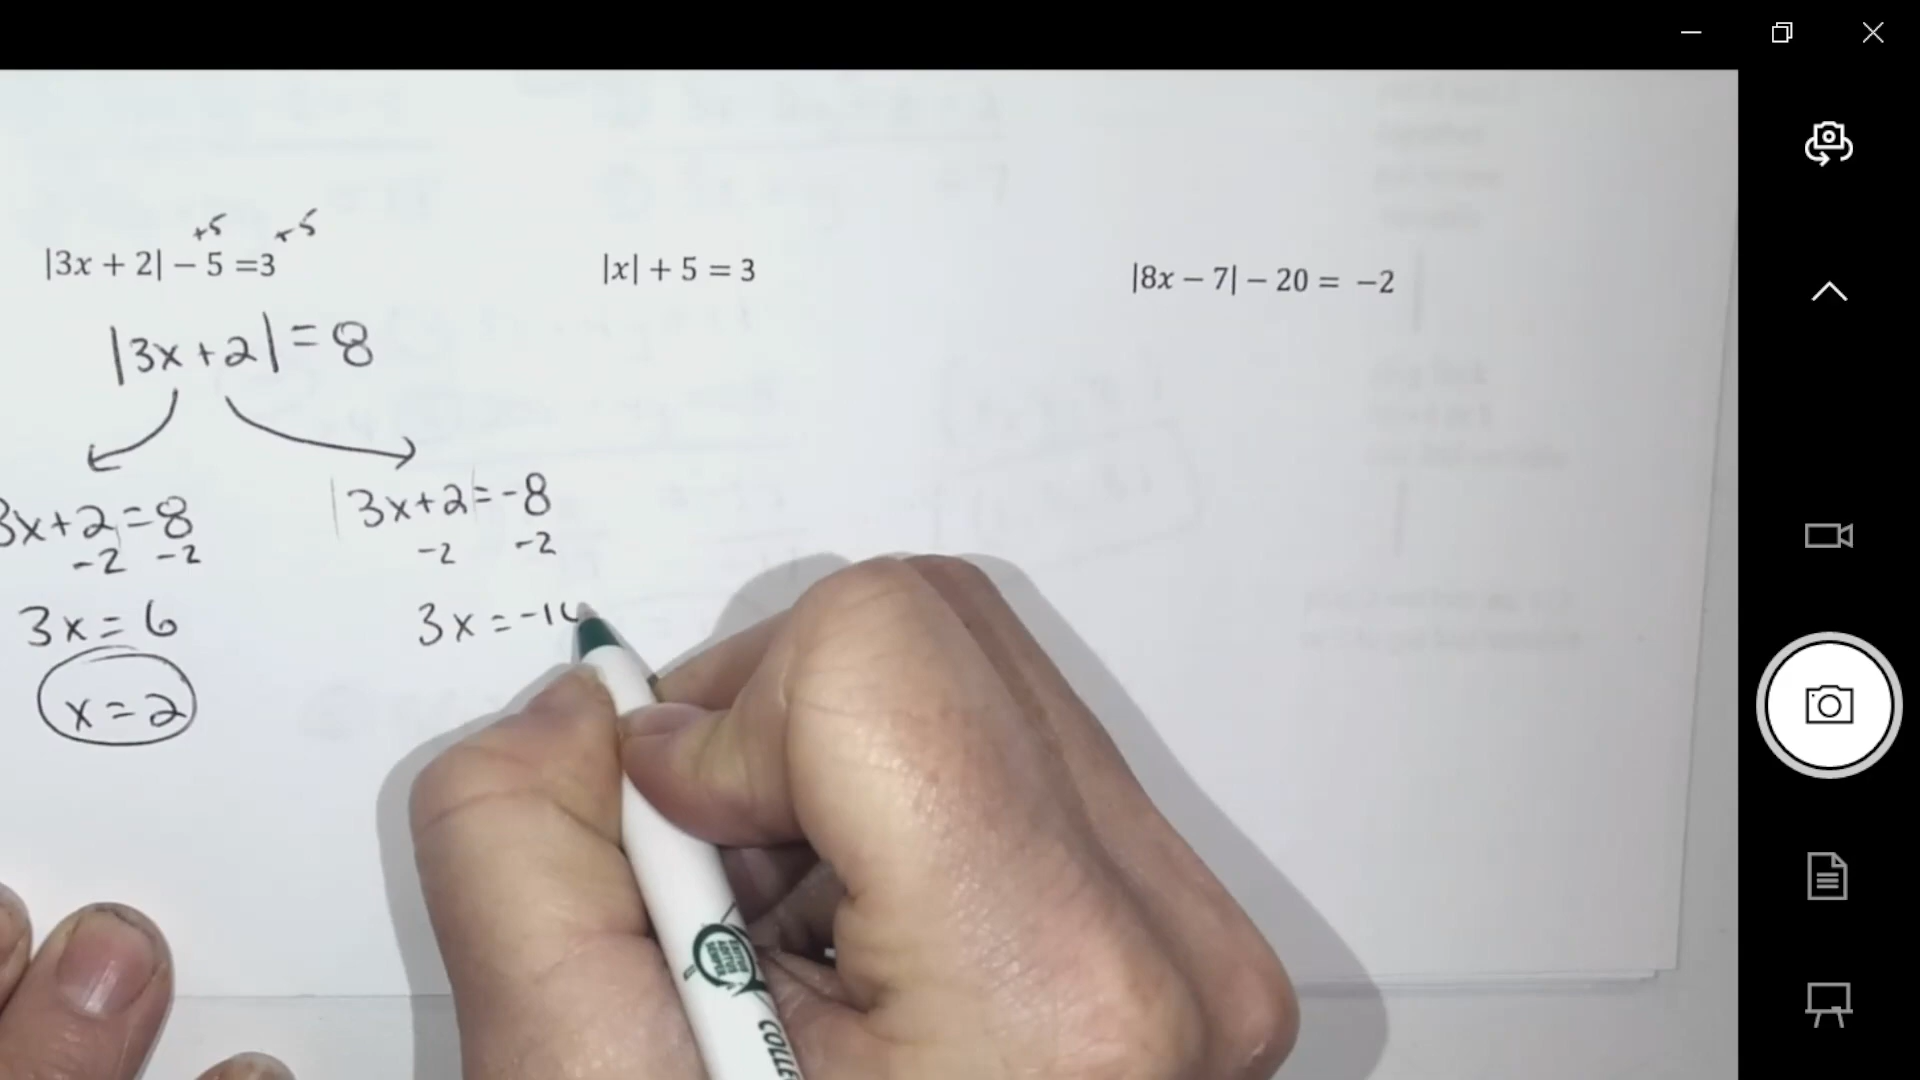 +5 +5
|3x + 2| − 5 =3
|3x+2| = 8
3x+2=8
-2 -2
3x=6
x=2
|3x+2|=-8
-2 -2
3x=-10
|x| + 5 = 3
|8x − 7| − 20 = −2